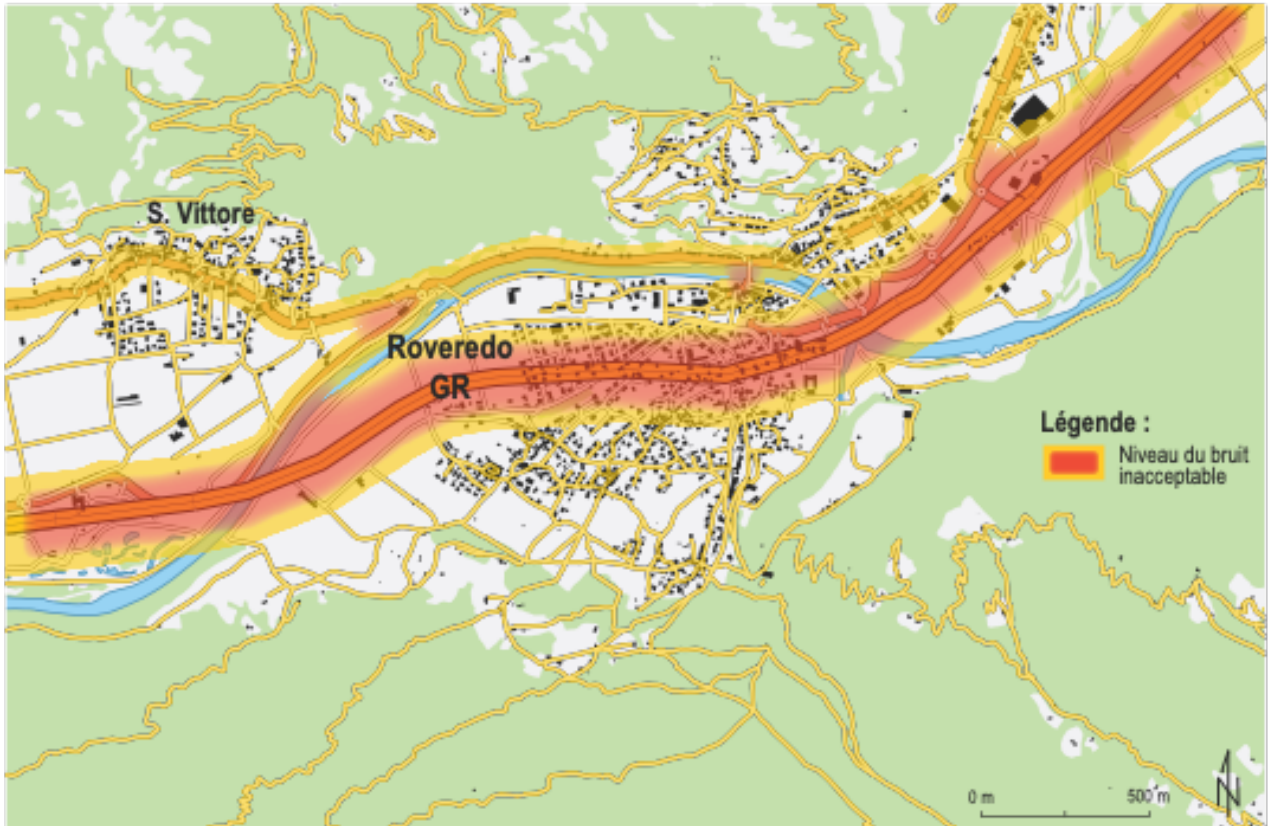 S. Vittore
Roveredo
GR
Légende :
Niveau du bruit
inacceptable
0 m
500 m
N